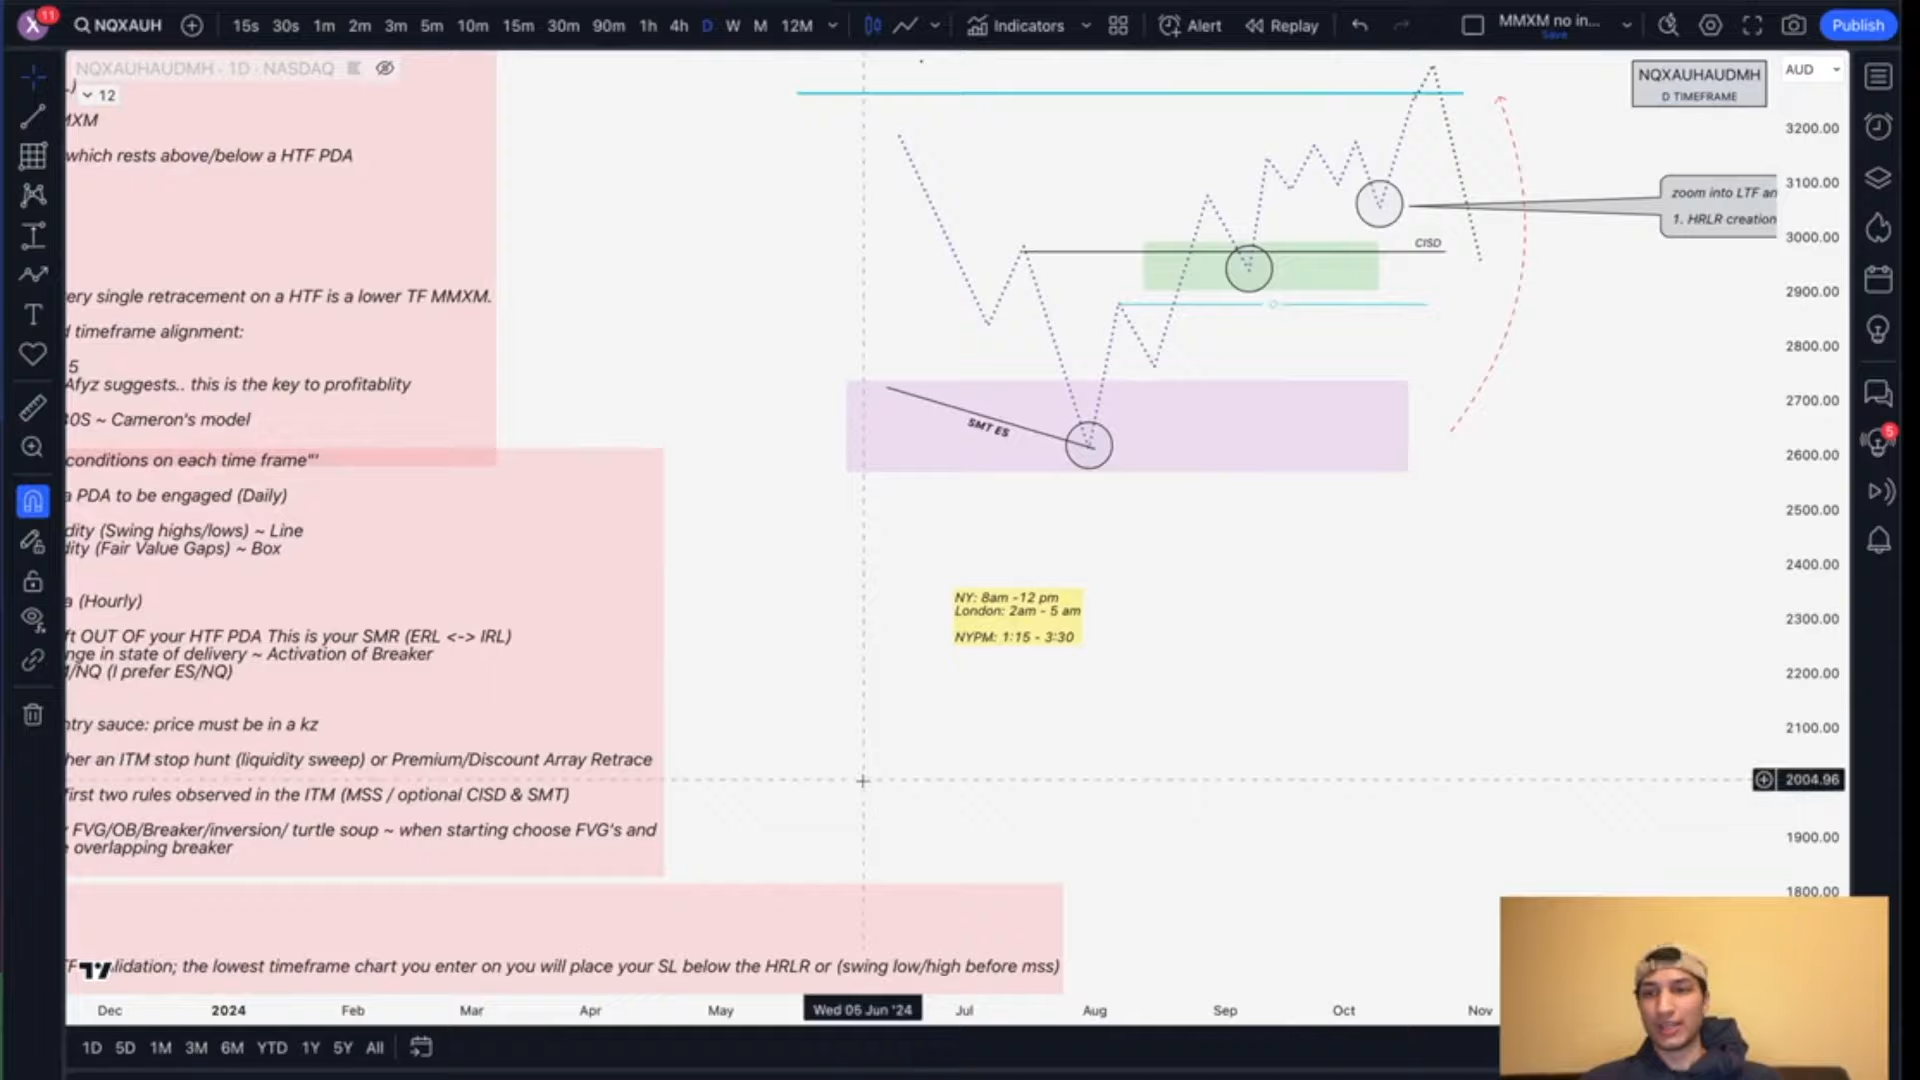 11
NQXAUH
15s 30s 1m 2m 3m 5m 10m 15m 30m 90m 1h 4h D W M 12M
Indicators
Alert
Replay
MMXM no in...
Save
Publish
NQXAUHAUDMH · 1D · NASDAQ
12
which rests above/below a HTF PDA
ery single retracement on a HTF is a lower TF MMXM.
timeframe alignment:
5
Afyz suggests.. this is the key to profitablity
0S ~ Cameron's model
conditions on each time frame"'
a PDA to be engaged (Daily)
dity (Swing highs/lows) ~ Line
dity (Fair Value Gaps) ~ Box
a (Hourly)
ft OUT OF your HTF PDA This is your SMR (ERL <-> IRL)
nge in state of delivery ~ Activation of Breaker
/NQ (I prefer ES/NQ)
ntry sauce: price must be in a kz
her an ITM stop hunt (liquidity sweep) or Premium/Discount Array Retrace
first two rules observed in the ITM (MSS / optional CISD & SMT)
FVG/OB/Breaker/inversion/ turtle soup ~ when starting choose FVG's and
overlapping breaker
lidation; the lowest timeframe chart you enter on you will place your SL below the HRLR or (swing low/high before mss)
CISD
SMT ES
NY: 8am -12 pm
London: 2am - 5 am
NYPM: 1:15 - 3:30
zoom into LTF an
1. HRLR creation
NQXAUHAUDMH
D TIMEFRAME
AUD
3200.00
3100.00
3000.00
2900.00
2800.00
2700.00
2600.00
2500.00
2400.00
2300.00
2200.00
2100.00
2004.96
1900.00
1800.00
5
Dec 2024 Feb Mar Apr May Wed 05 Jun '24 Jul Aug Sep Oct Nov
1D 5D 1M 3M 6M YTD 1Y 5Y All